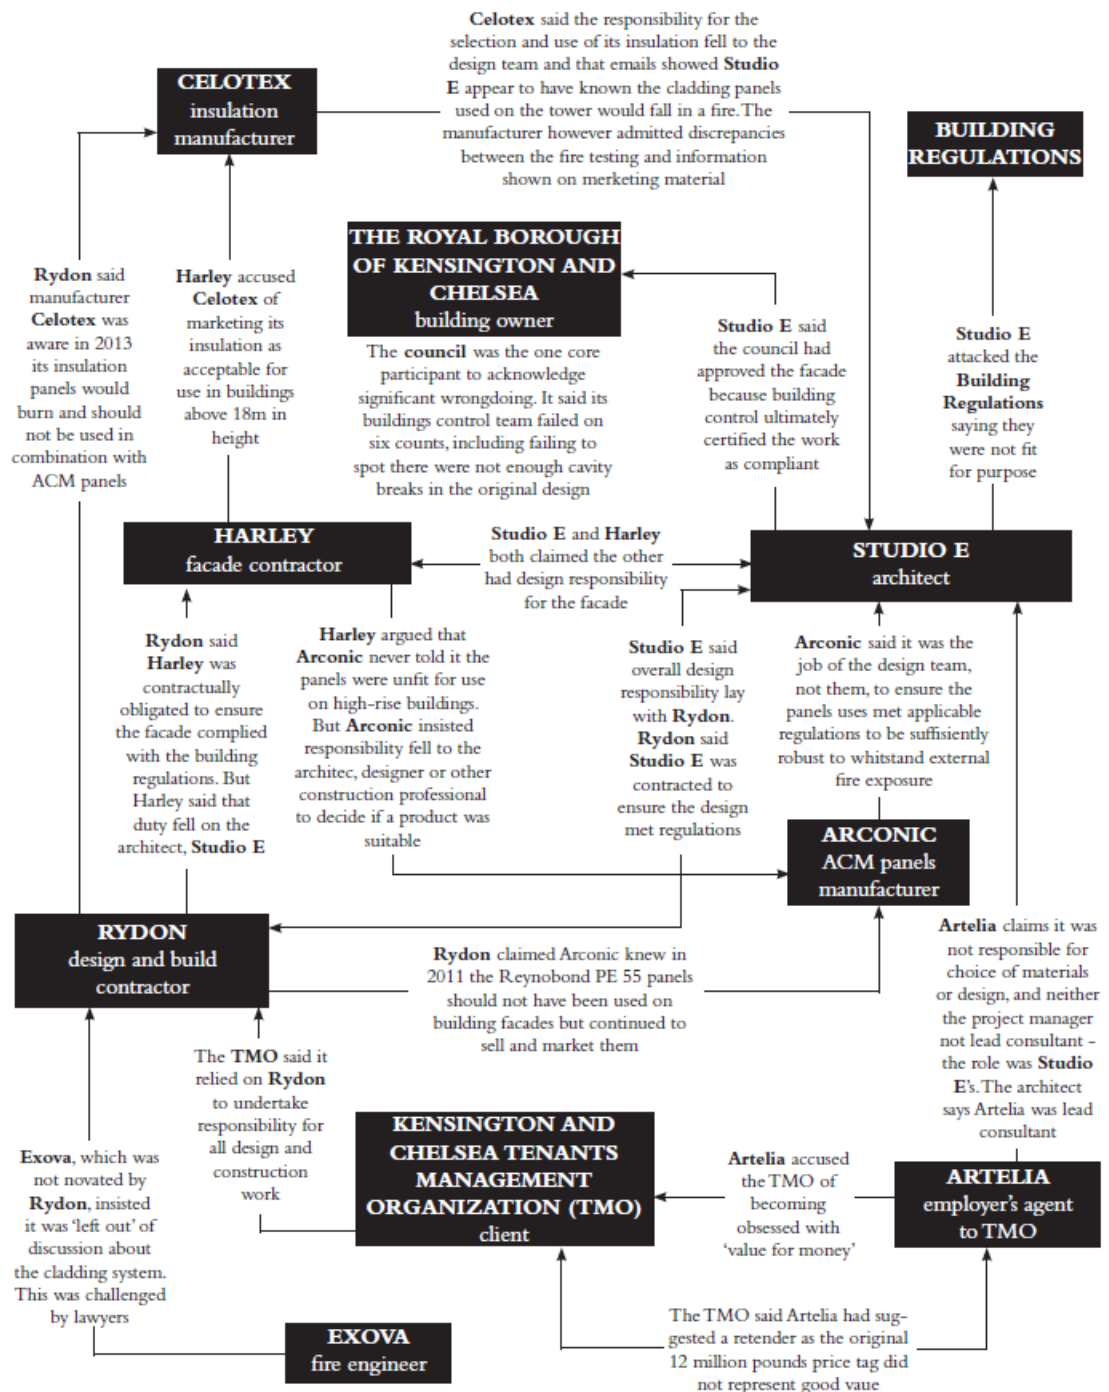 Celotex said the responsibility for the
selection and use of its insulation fell to the
design team and that emails showed Studio
E appear to have known the cladding panels
used on the tower would fall in a fire. The
manufacturer however admitted discrepancies
between the fire testing and information
shown on merketing material
CELOTEX
insulation
manufacturer
BUILDING
REGULATIONS
THE ROYAL BOROUGH
OF KENSINGTON AND
CHELSEA
building owner
The council was the one core
participant to acknowledge
significant wrongdoing. It said its
buildings control team failed on
six counts, including failing to
spot there were not enough cavity
breaks in the original design
Rydon said
manufacturer
Celotex was
aware in 2013
its insulation
panels would
burn and should
not be used in
combination with
ACM panels
Harley accused
Celotex of
marketing its
insulation as
acceptable for
use in buildings
above 18m in
height
Studio E said
the council had
approved the facade
because building
control ultimately
certified the work
as compliant
Studio E
attacked the
Building
Regulations
saying they
were not fit
for purpose
HARLEY
facade contractor
Studio E and Harley
both claimed the other
had design responsibility
for the facade
STUDIO E
architect
Rydon said
Harley was
contractually
obligated to ensure
the facade complied
with the building
regulations. But
Harley said that
duty fell on the
architect, Studio E
Harley argued that
Arconic never told it the
panels were unfit for use
on high-rise buildings.
But Arconic insisted
responsibility fell to the
architec, designer or other
construction professional
to decide if a product was
suitable
Studio E said
overall design
responsibility lay
with Rydon.
Rydon said
Studio E was
contracted to
ensure the design
met regulations
Arconic said it was the
job of the design team,
not them, to ensure the
panels uses met applicable
regulations to be suffisiently
robust to whitstand external
fire exposure
ARCONIC
ACM panels
manufacturer
RYDON
design and build
contractor
Rydon claimed Arconic knew in
2011 the Reynobond PE 55 panels
should not have been used on
building facades but continued to
sell and market them
Artelia claims it was
not responsible for
choice of materials
or design, and neither
the project manager
not lead consultant –
the role was Studio
E's. The architect
says Artelia was lead
consultant
The TMO said it
relied on Rydon
to undertake
responsibility for
all design and
construction
work
KENSINGTON AND
CHELSEA TENANTS
MANAGEMENT
ORGANIZATION (TMO)
client
Exova, which was
not novated by
Rydon, insisted
it was ‘left out’ of
discussion about
the cladding system.
This was challenged
by lawyers
Artelia accused
the TMO of
becoming
obsessed with
‘value for money’
ARTELIA
employer's agent
to TMO
The TMO said Artelia had sug-
gested a retender as the original
12 million pounds price tag did
not represent good vaue
EXOVA
fire engineer